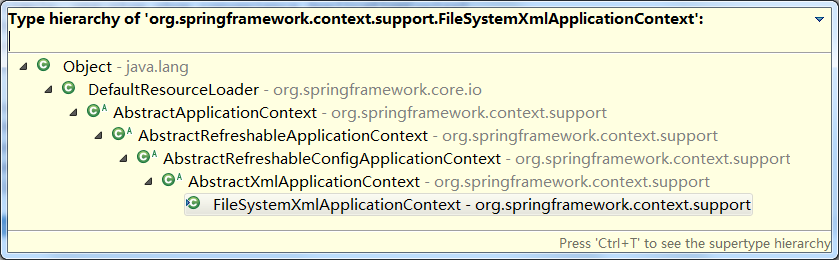 Type hierarchy of 'org.springframework.context.support.FileSystemXmlApplicationContext':
Object - java.lang
DefaultResourceLoader - org.springframework.core.io
AbstractApplicationContext - org.springframework.context.support
AbstractRefreshableApplicationContext - org.springframework.context.support
AbstractRefreshableConfigApplicationContext - org.springframework.context.support
AbstractXmlApplicationContext - org.springframework.context.support
FileSystemXmlApplicationContext - org.springframework.context.support
Press 'Ctrl+T' to see the supertype hierarchy